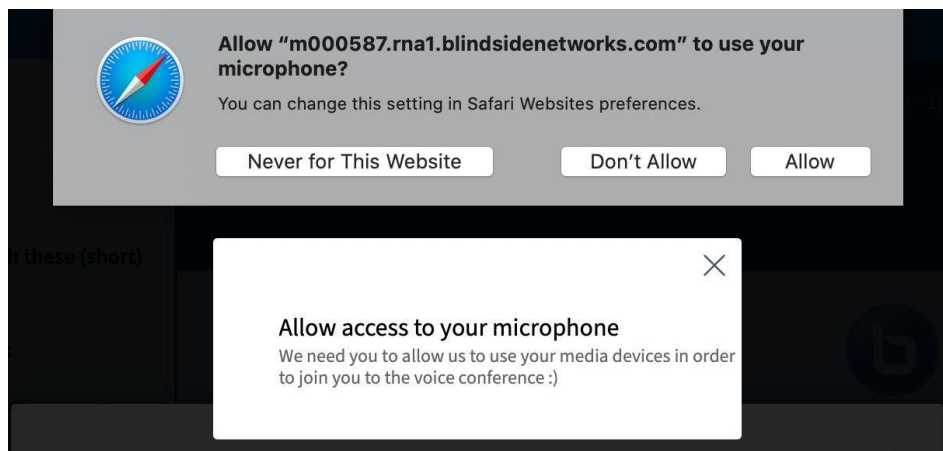 Allow “m000587.rna1.blindsidenetworks.com” to use your
microphone?
You can change this setting in Safari Websites preferences.
Never for This Website
Don’t Allow
Allow
h these (short)
Allow access to your microphone
We need you to allow us to use your media devices in order
to join you to the voice conference :)
b